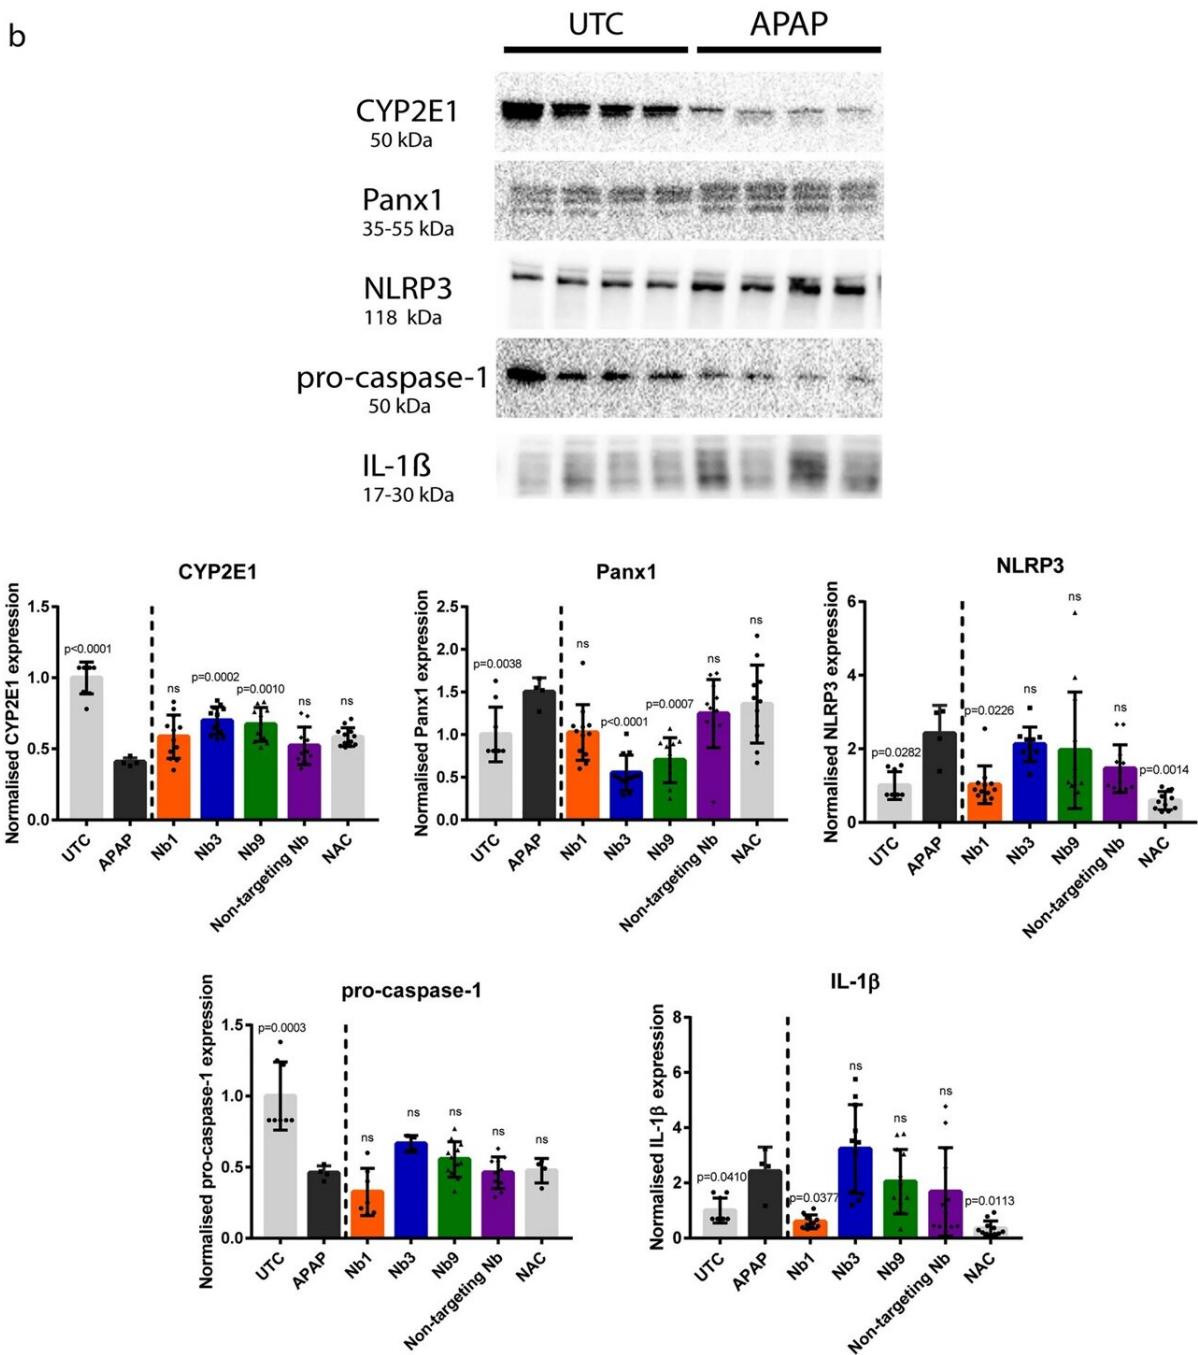 b
UTC APAP
CYP2E1
50 kDa
Panx1
35-55 kDa
NLRP3
118 kDa
pro-caspase-1
50 kDa
IL-1ß
17-30 kDa
CYP2E1
Normalised CYP2E1 expression
1.5
1.0
0.5
0.0
p<0.0001
ns
p=0.0002
p=0.0010
ns
ns
UTC
APAP
Nb1
Nb3
Nb9
Non-targeting Nb
NAC
Panx1
Normalised Panx1 expression
2.5
2.0
1.5
1.0
0.5
0.0
p=0.0038
ns
p<0.0001
p=0.0007
ns
ns
UTC
APAP
Nb1
Nb3
Nb9
Non-targeting Nb
NAC
NLRP3
Normalised NLRP3 expression
6
4
2
0
p=0.0282
p=0.0226
ns
ns
ns
p=0.0014
UTC
APAP
Nb1
Nb3
Nb9
Non-targeting Nb
NAC
pro-caspase-1
Normalised pro-caspase-1 expression
1.5
1.0
0.5
0.0
p=0.0003
ns
ns
ns
ns
ns
UTC
APAP
Nb1
Nb3
Nb9
Non-targeting Nb
NAC
IL-1β
Normalised IL-1β expression
8
6
4
2
0
p=0.0410
p=0.0377
ns
ns
ns
p=0.0113
UTC
APAP
Nb1
Nb3
Nb9
Non-targeting Nb
NAC